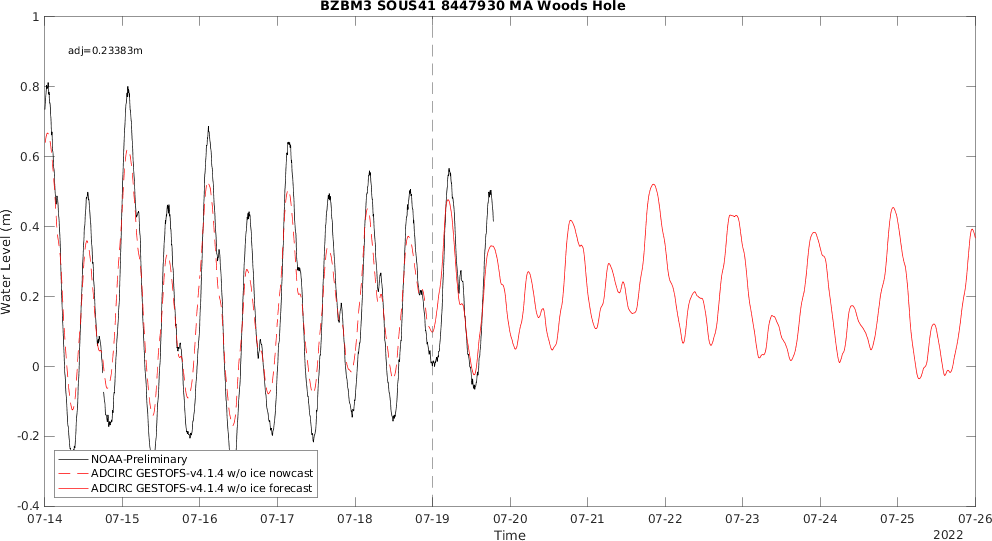 BZBM3 SOUS41 8447930 MA Woods Hole
adj=0.23383m
Water Level (m)
1
0.8
0.6
0.4
0.2
0
-0.2
-0.4
NOAA-Preliminary
ADCIRC GESTOFS-v4.1.4 w/o ice nowcast
ADCIRC GESTOFS-v4.1.4 w/o ice forecast
07-14 07-15 07-16 07-17 07-18 07-19 07-20 07-21 07-22 07-23 07-24 07-25 07-26
Time
2022